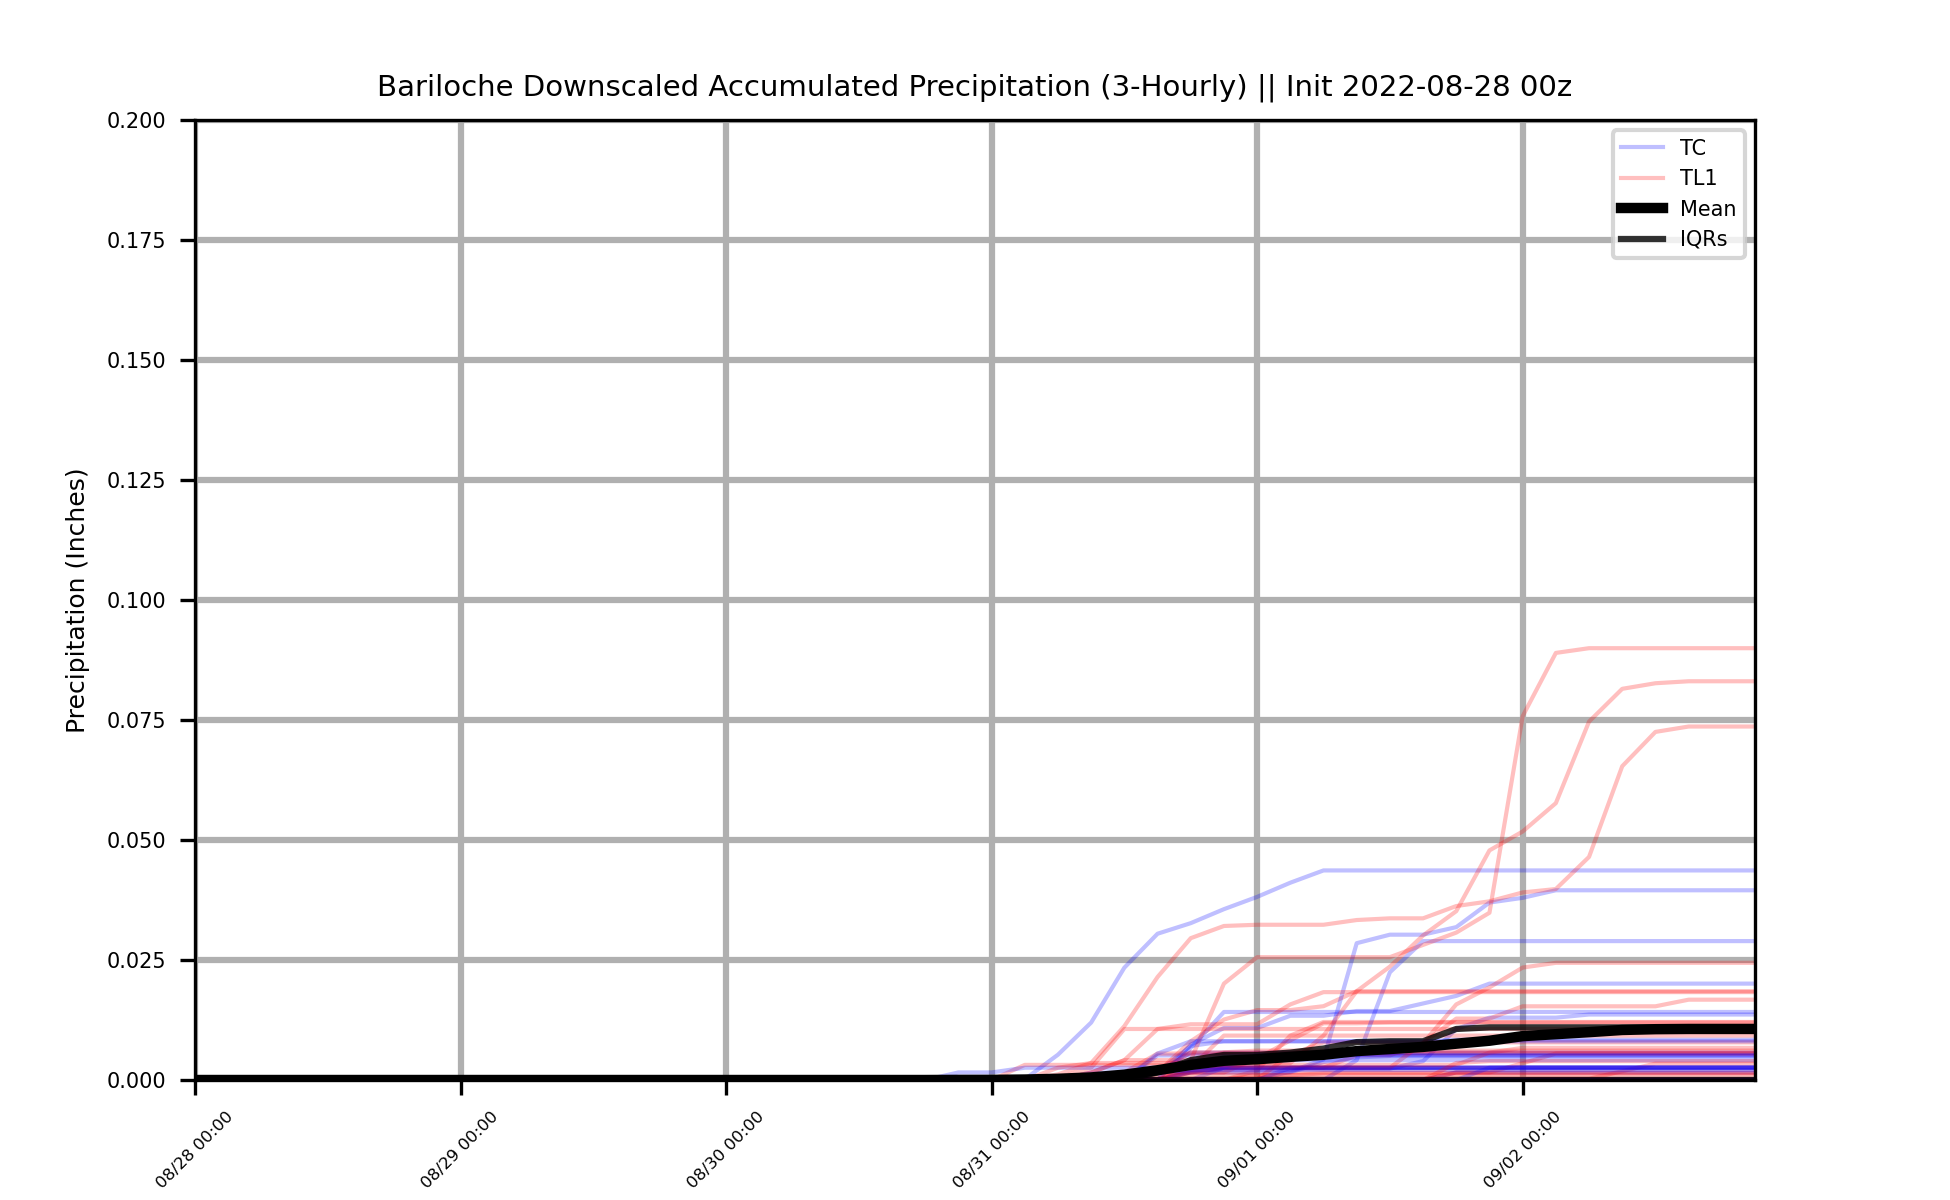 Bariloche Downscaled Accumulated Precipitation (3-Hourly) || Init 2022-08-28 00z
0.200
0.175
0.150
0.125
0.100
0.075
0.050
0.025
0.000
Precipitation (Inches)
TC
TL1
Mean
IQRs
08/28 00:00
08/29 00:00
08/30 00:00
08/31 00:00
09/01 00:00
09/02 00:00